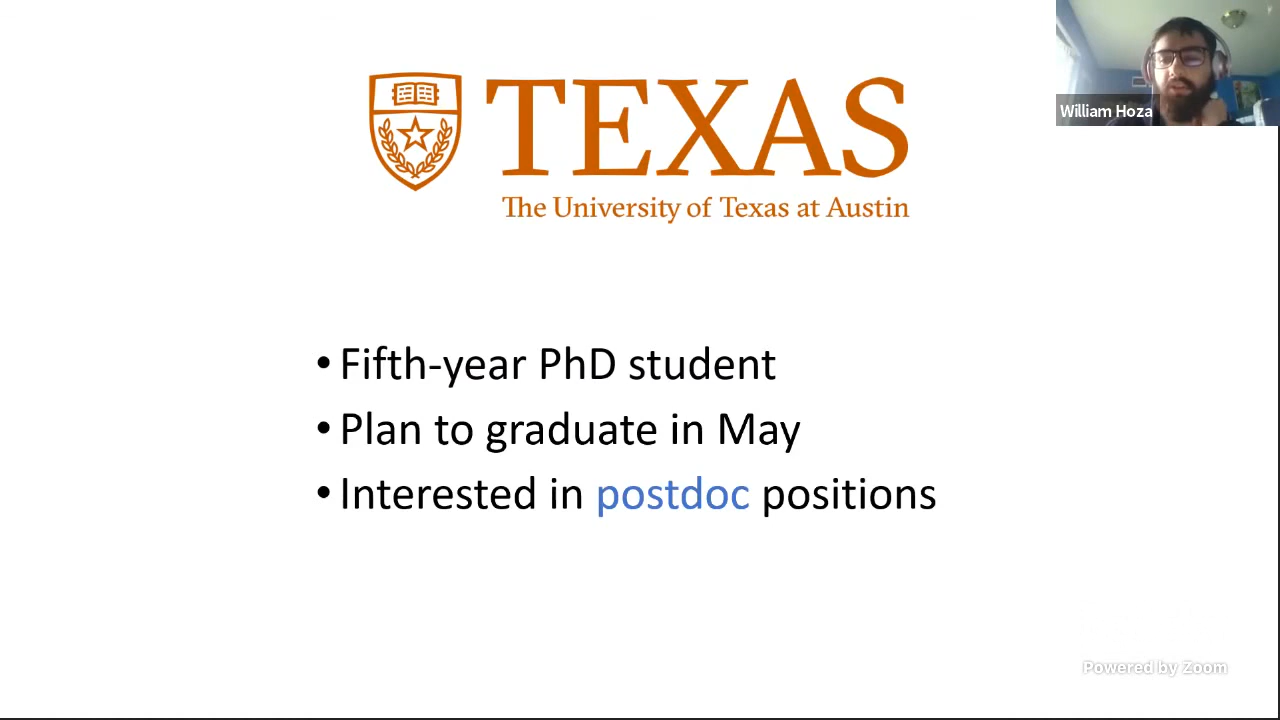 William Hoza
TEXAS
The University of Texas at Austin
• Fifth-year PhD student
• Plan to graduate in May
• Interested in postdoc positions
Powered by Zoom